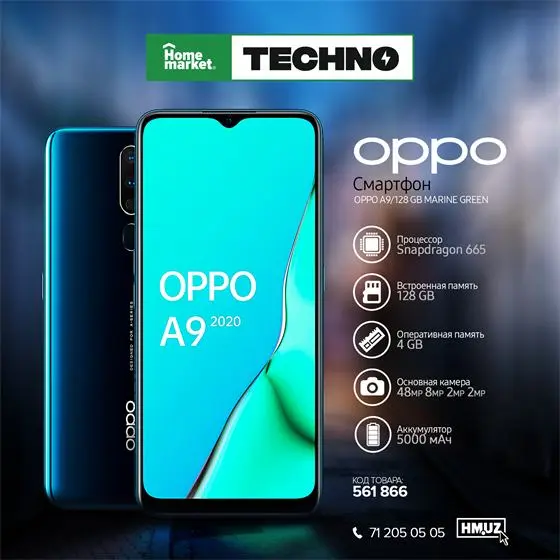 Home
market.
TECHNO
oppo
Смартфон
OPPO A9/128 GB MARINE GREEN
Процессор
Snapdragon 665
Встроенная память
128 GB
Оперативная память
4 GB
Основная камера
48MP 8MP 2MP 2MP
Аккумулятор
5000 мАч
КОД ТОВАРА:
561 866
71 205 05 05
HM.UZ
OPPO
A9 2020
DESIGNED FOR A-SERIES
oppo